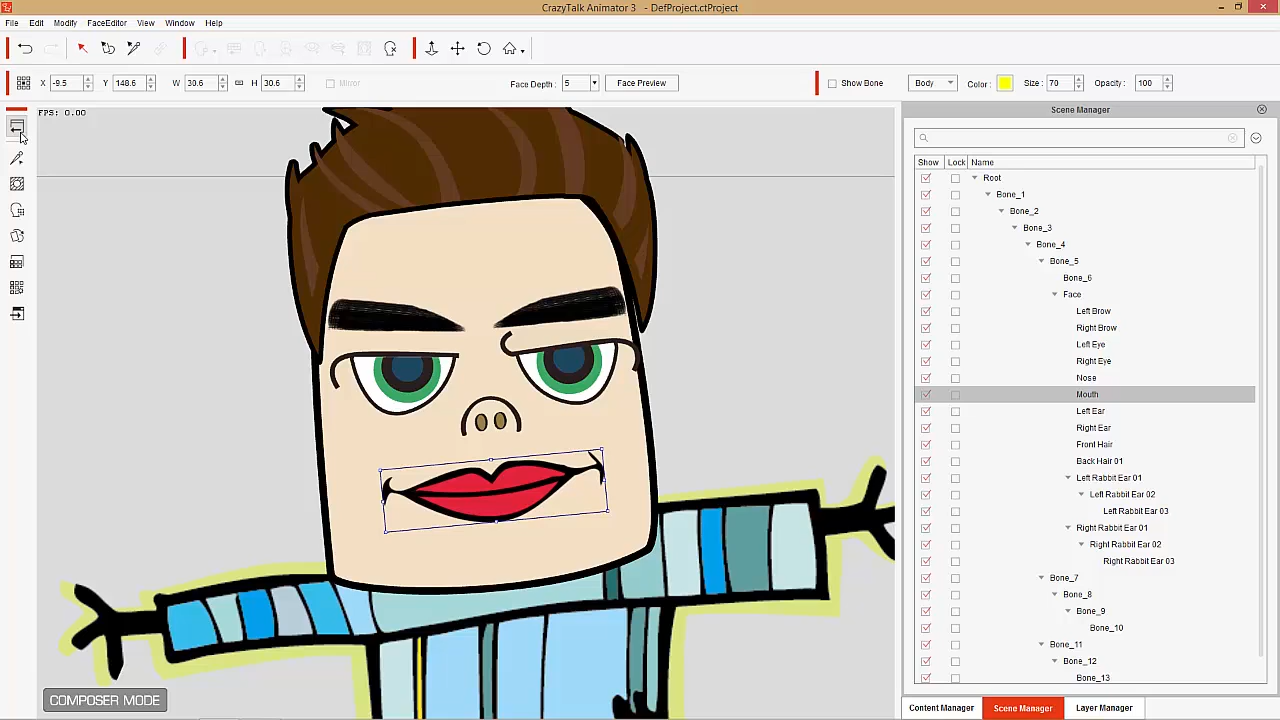 CrazyTalk Animator 3 - DefProject.ctProject
File Edit Modify FaceEditor View Window Help
X -9.5 Y 148.6 W 30.6 H 30.6 Mirror Face Depth : 5 Face Preview Show Bone Body Color : Size : 70 Opacity : 100
FPS: 0.00
Scene Manager
Show Lock Name
Root
Bone_1
Bone_2
Bone_3
Bone_4
Bone_5
Bone_6
Face
Left Brow
Right Brow
Left Eye
Right Eye
Nose
Mouth
Left Ear
Right Ear
Front Hair
Back Hair 01
Left Rabbit Ear 01
Left Rabbit Ear 02
Left Rabbit Ear 03
Right Rabbit Ear 01
Right Rabbit Ear 02
Right Rabbit Ear 03
Bone_7
Bone_8
Bone_9
Bone_10
Bone_11
Bone_12
Bone_13
COMPOSER MODE
Content Manager Scene Manager Layer Manager